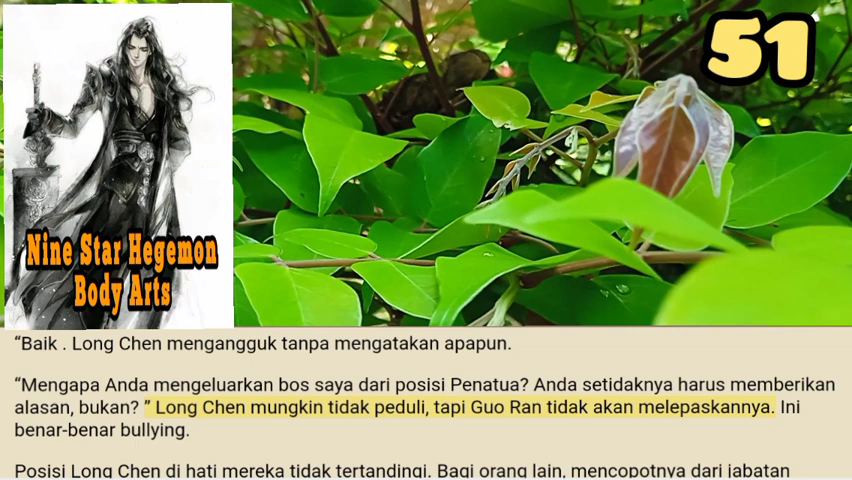 51
Nine Star Hegemon
Body Arts
“Baik . Long Chen mengangguk tanpa mengatakan apapun.
“Mengapa Anda mengeluarkan bos saya dari posisi Penatua? Anda setidaknya harus memberikan
alasan, bukan? ” Long Chen mungkin tidak peduli, tapi Guo Ran tidak akan melepaskannya. Ini
benar-benar bullying.
Posisi Long Chen di hati mereka tidak tertandingi. Bagi orang lain, mencopotnya dari jabatan